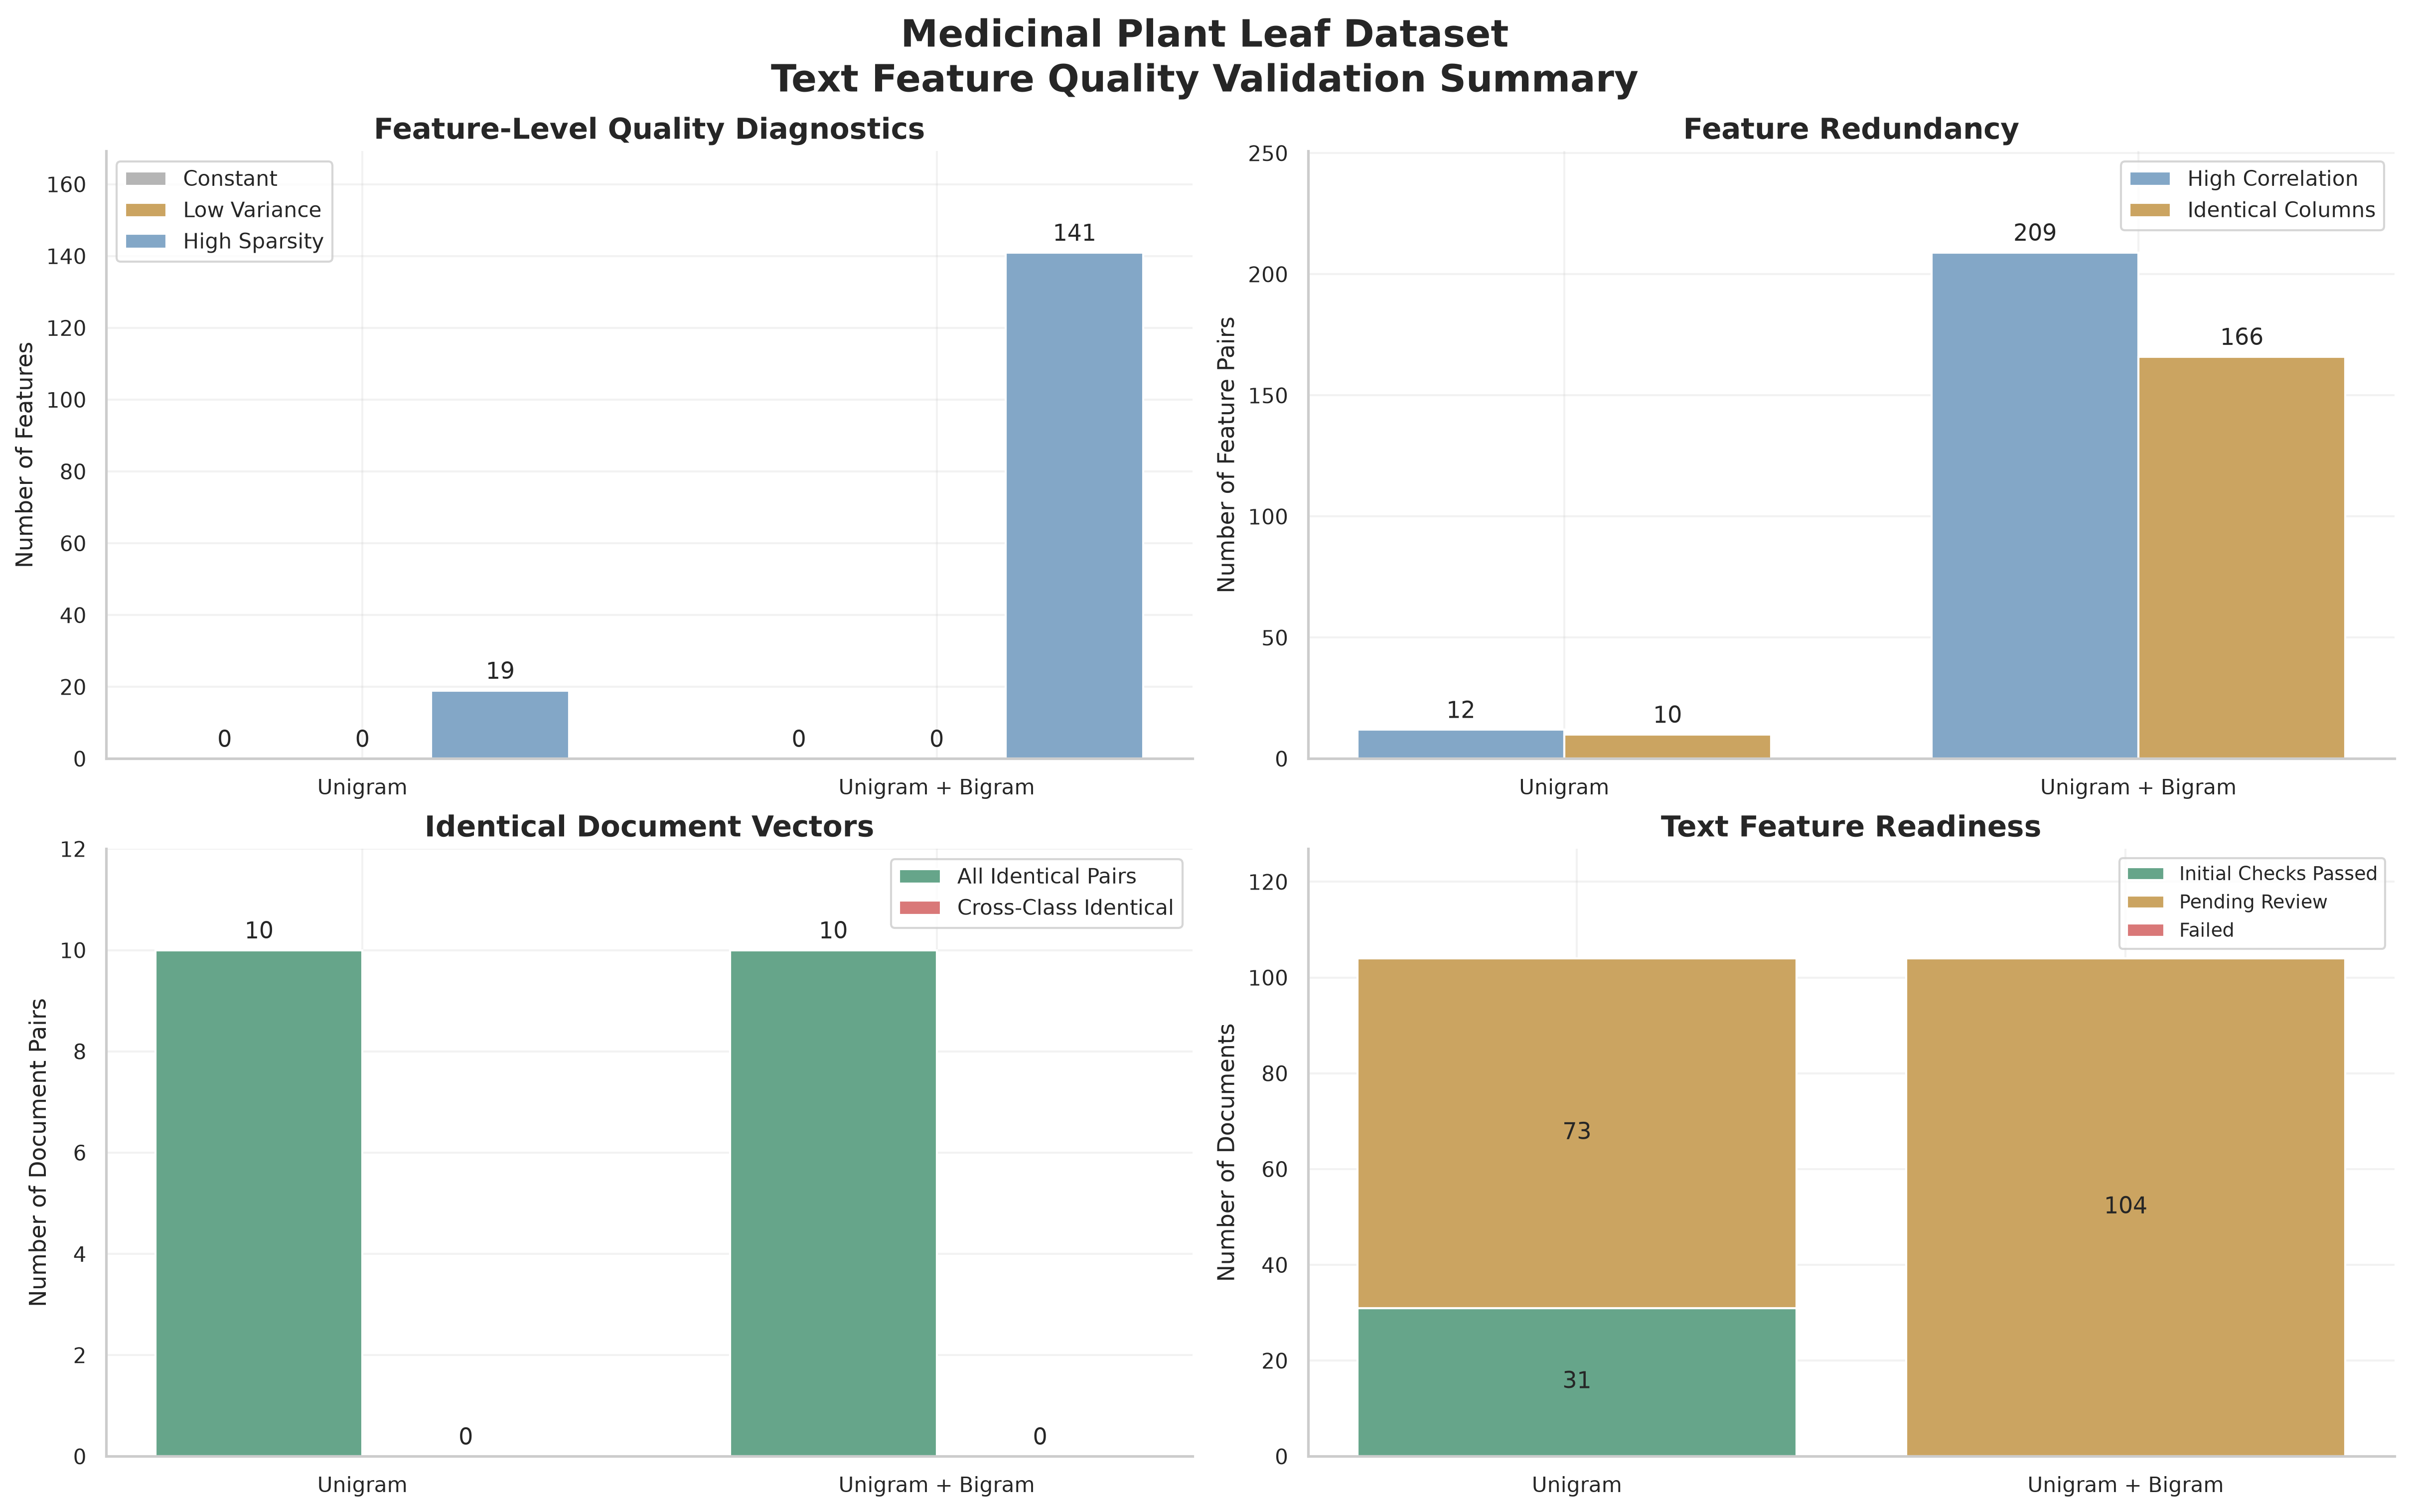 Medicinal Plant Leaf Dataset
Text Feature Quality Validation Summary
Feature-Level Quality Diagnostics
Number of Features
160
140
120
100
80
60
40
20
0
Constant
Low Variance
High Sparsity
0
0
19
0
0
141
Unigram
Unigram + Bigram
Feature Redundancy
Number of Feature Pairs
250
200
150
100
50
0
High Correlation
Identical Columns
12
10
209
166
Unigram
Unigram + Bigram
Identical Document Vectors
Number of Document Pairs
12
10
8
6
4
2
0
All Identical Pairs
Cross-Class Identical
10
0
10
0
Unigram
Unigram + Bigram
Text Feature Readiness
Number of Documents
120
100
80
60
40
20
0
Initial Checks Passed
Pending Review
Failed
73
31
104
Unigram
Unigram + Bigram